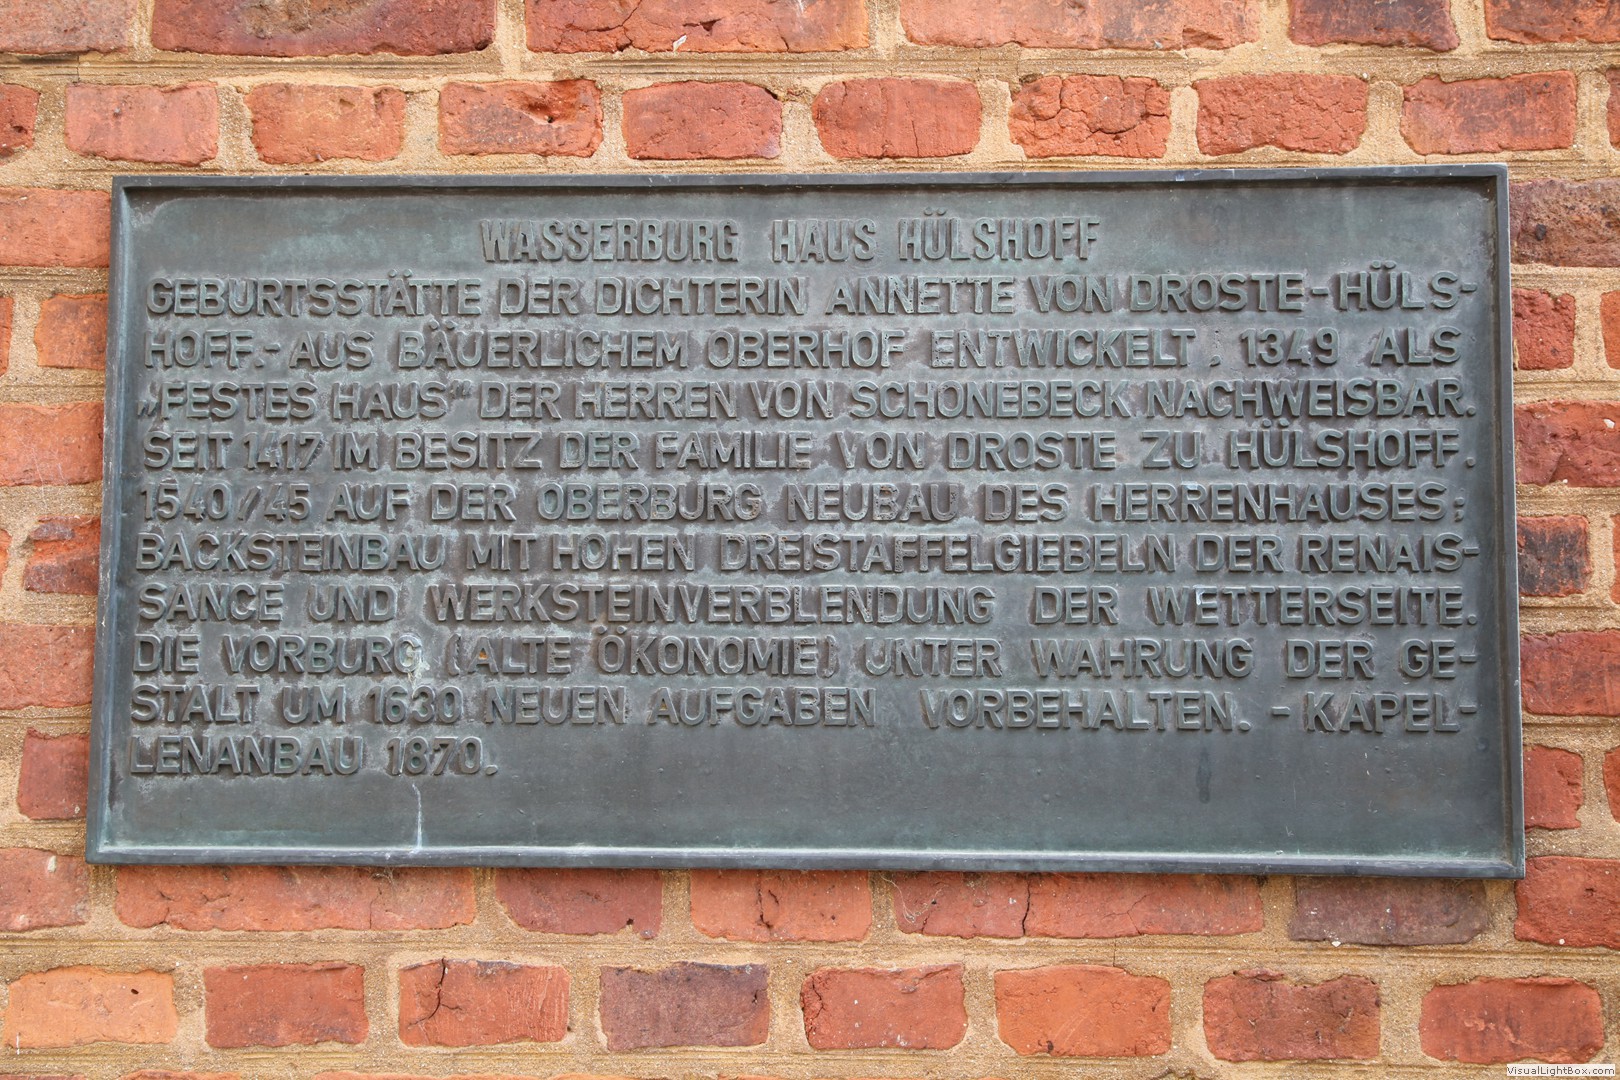 WASSERBURG HAUS HÜLSHOFF
GEBURTSSTÄTTE DER DICHTERIN ANNETTE VON DROSTE-HÜLS-
HOFF.- AUS BÄUERLICHEM OBERHOF ENTWICKELT. 1349 ALS
„FESTES HAUS“ DER HERREN VON SCHONEBECK NACHWEISBAR.
SEIT 1417 IM BESITZ DER FAMILIE VON DROSTE ZU HÜLSHOFF.
1540/45 AUF DER OBERBURG NEUBAU DES HERRENHAUSES;
BACKSTEINBAU MIT HOHEN DREISTAFFELGIEBELN DER RENAIS-
SANCE UND WERKSTEINVERBLENDUNG DER WETTERSEITE.
DIE VORBURG (ALTE ÖKONOMIE) UNTER WAHRUNG DER GE-
STALT UM 1630 NEUEN AUFGABEN VORBEHALTEN. - KAPEL-
LENANBAU 1870.
VisualLightBox.com